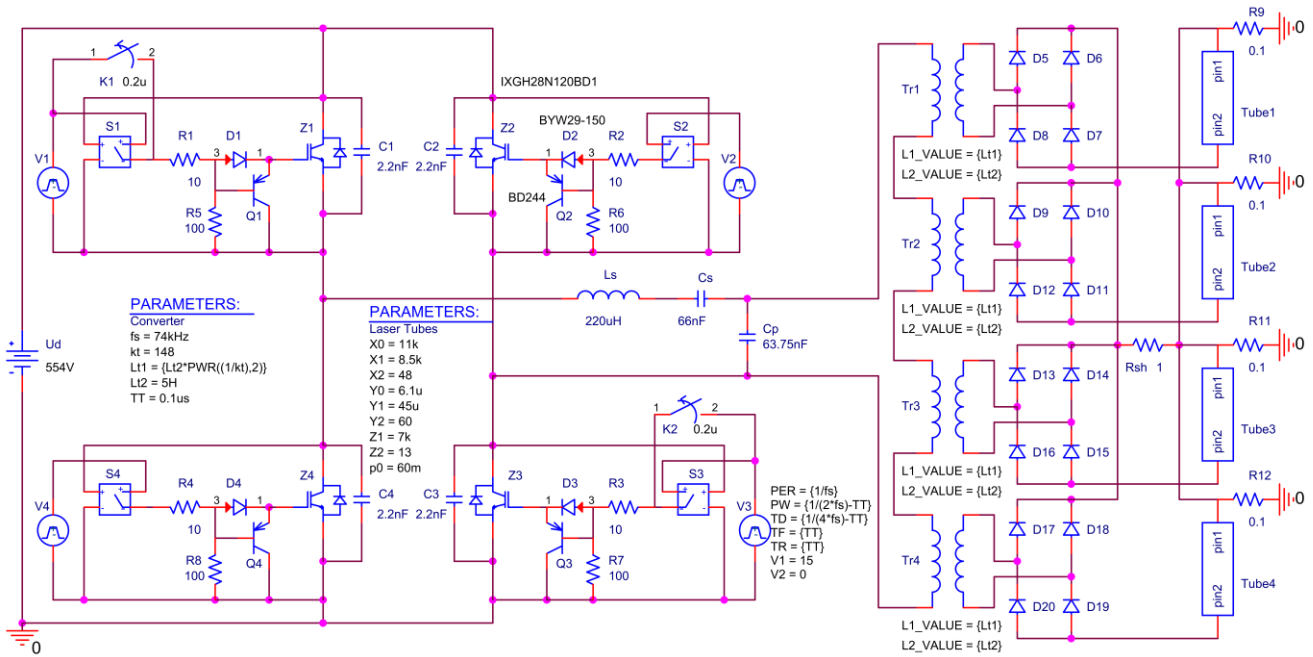 1
2
K1
0.2u
S1
R1
10
3
D1
1
Z1
C1
2.2nF
V1
R5
100
Q1
IXGH28N120BD1
BYW29-150
C2
2.2nF
Z2
1
D2
3
R2
10
S2
V2
BD244
Q2
R6
100
PARAMETERS:
Converter
fs = 74kHz
kt = 148
Lt1 = {Lt2*PWR((1/kt),2)}
Lt2 = 5H
TT = 0.1us
PARAMETERS:
Laser Tubes
X0 = 11k
X1 = 8.5k
X2 = 48
Y0 = 6.1u
Y1 = 45u
Y2 = 60
Z1 = 7k
Z2 = 13
p0 = 60m
Ls
220uH
Cs
66nF
Cp
63.75nF
Ud
554V
0
S4
R4
10
3
D4
1
Z4
C4
2.2nF
V4
R8
100
Q4
C3
2.2nF
Z3
1
D3
3
R3
10
S3
1
2
K2
0.2u
V3
Q3
R7
100
PER = {1/fs}
PW = {1/(2*fs)-TT}
TD = {1/(4*fs)-TT}
TF = {TT}
TR = {TT}
V1 = 15
V2 = 0
Tr1
L1_VALUE = {Lt1}
L2_VALUE = {Lt2}
D5
D6
D8
D7
R9
0.1
0
pin1
pin2
Tube1
Tr2
L1_VALUE = {Lt1}
L2_VALUE = {Lt2}
D9
D10
D12
D11
R10
0.1
0
pin1
pin2
Tube2
Rsh
1
Tr3
L1_VALUE = {Lt1}
L2_VALUE = {Lt2}
D13
D14
D16
D15
R11
0.1
0
pin1
pin2
Tube3
Tr4
L1_VALUE = {Lt1}
L2_VALUE = {Lt2}
D17
D18
D20
D19
R12
0.1
0
pin1
pin2
Tube4